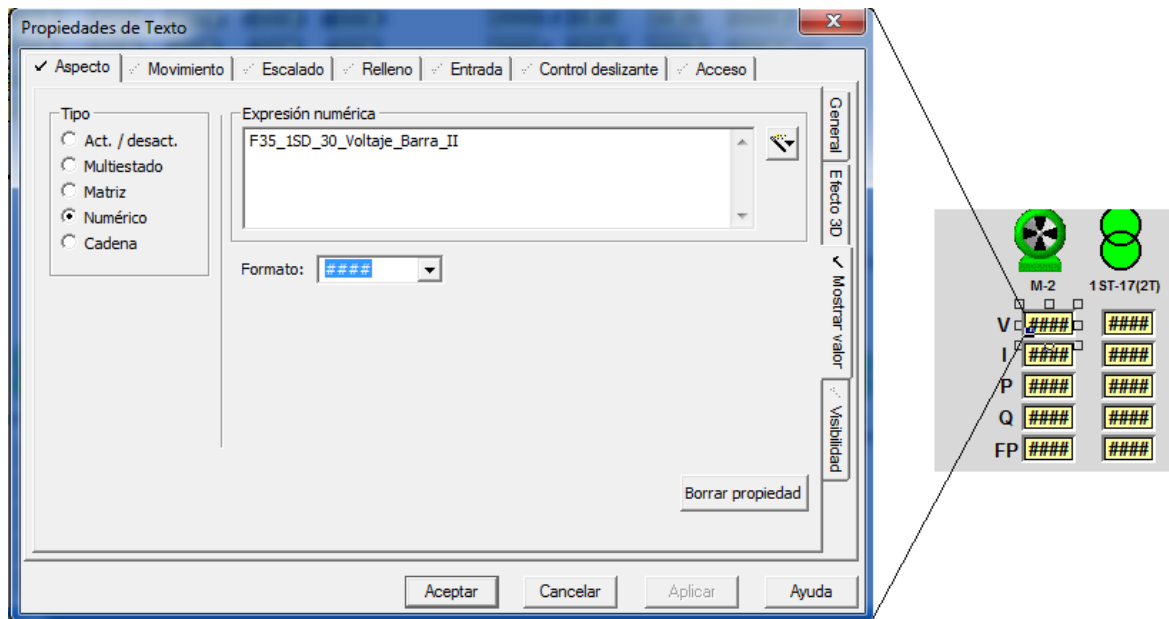 Propiedades de Texto
Aspecto Movimiento Escalado Relleno Entrada Control deslizante Acceso
Tipo
Act. / desact.
Multiestado
Matriz
Numérico
Cadena
Expresión numérica
F35_1SD_30_Voltaje_Barra_II
Formato: ####
General
Efecto 3D
Mostrar valor
Visibilidad
Borrar propiedad
Aceptar Cancelar Aplicar Ayuda
M-2 1ST-17(2T)
V #### ####
I #### ####
P #### ####
Q #### ####
FP #### ####